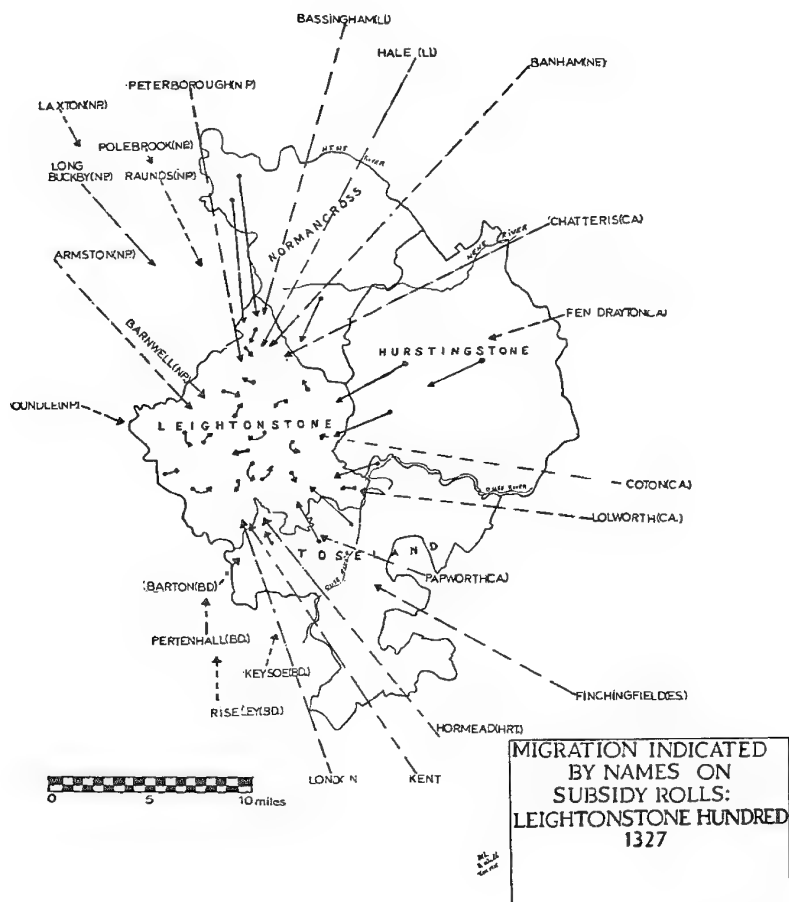 BASSINGHAM(LI)
HALE (LI)
BANHAM(NF)
PETERBOROUGH(NP)
LAXTON(NP)
POLEBROOK(NP)
LONG
BUCKBY(NP)
RAUNDS(NP)
NENE
RIVER
NORMANCROSS
CHATTERIS(CA)
NENE RIVER
ARMSTON(NP)
FEN DRAYTON(CA)
BARNWELL(NP)
HURSTINGSTONE
OUNDLE(NP)
LEIGHTONSTONE
COTON(CA)
OUSE RIVER
LOLWORTH(CA)
TOSELAND
BARTON(BD)
OUSE RIVER
PAPWORTH(CA)
PERTENHALL(BD)
KEYSOE(BD)
FINCHINGFIELD(ES)
RISELEY(BD)
HORMEAD(HRT)
LONDON
KENT
0 5 10 miles
MIGRATION INDICATED
BY NAMES ON
SUBSIDY ROLLS:
LEIGHTONSTONE HUNDRED
1327